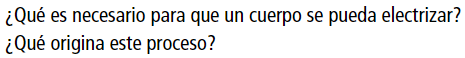 ¿Qué es necesario para que un cuerpo se pueda electrizar?
¿Qué origina este proceso?